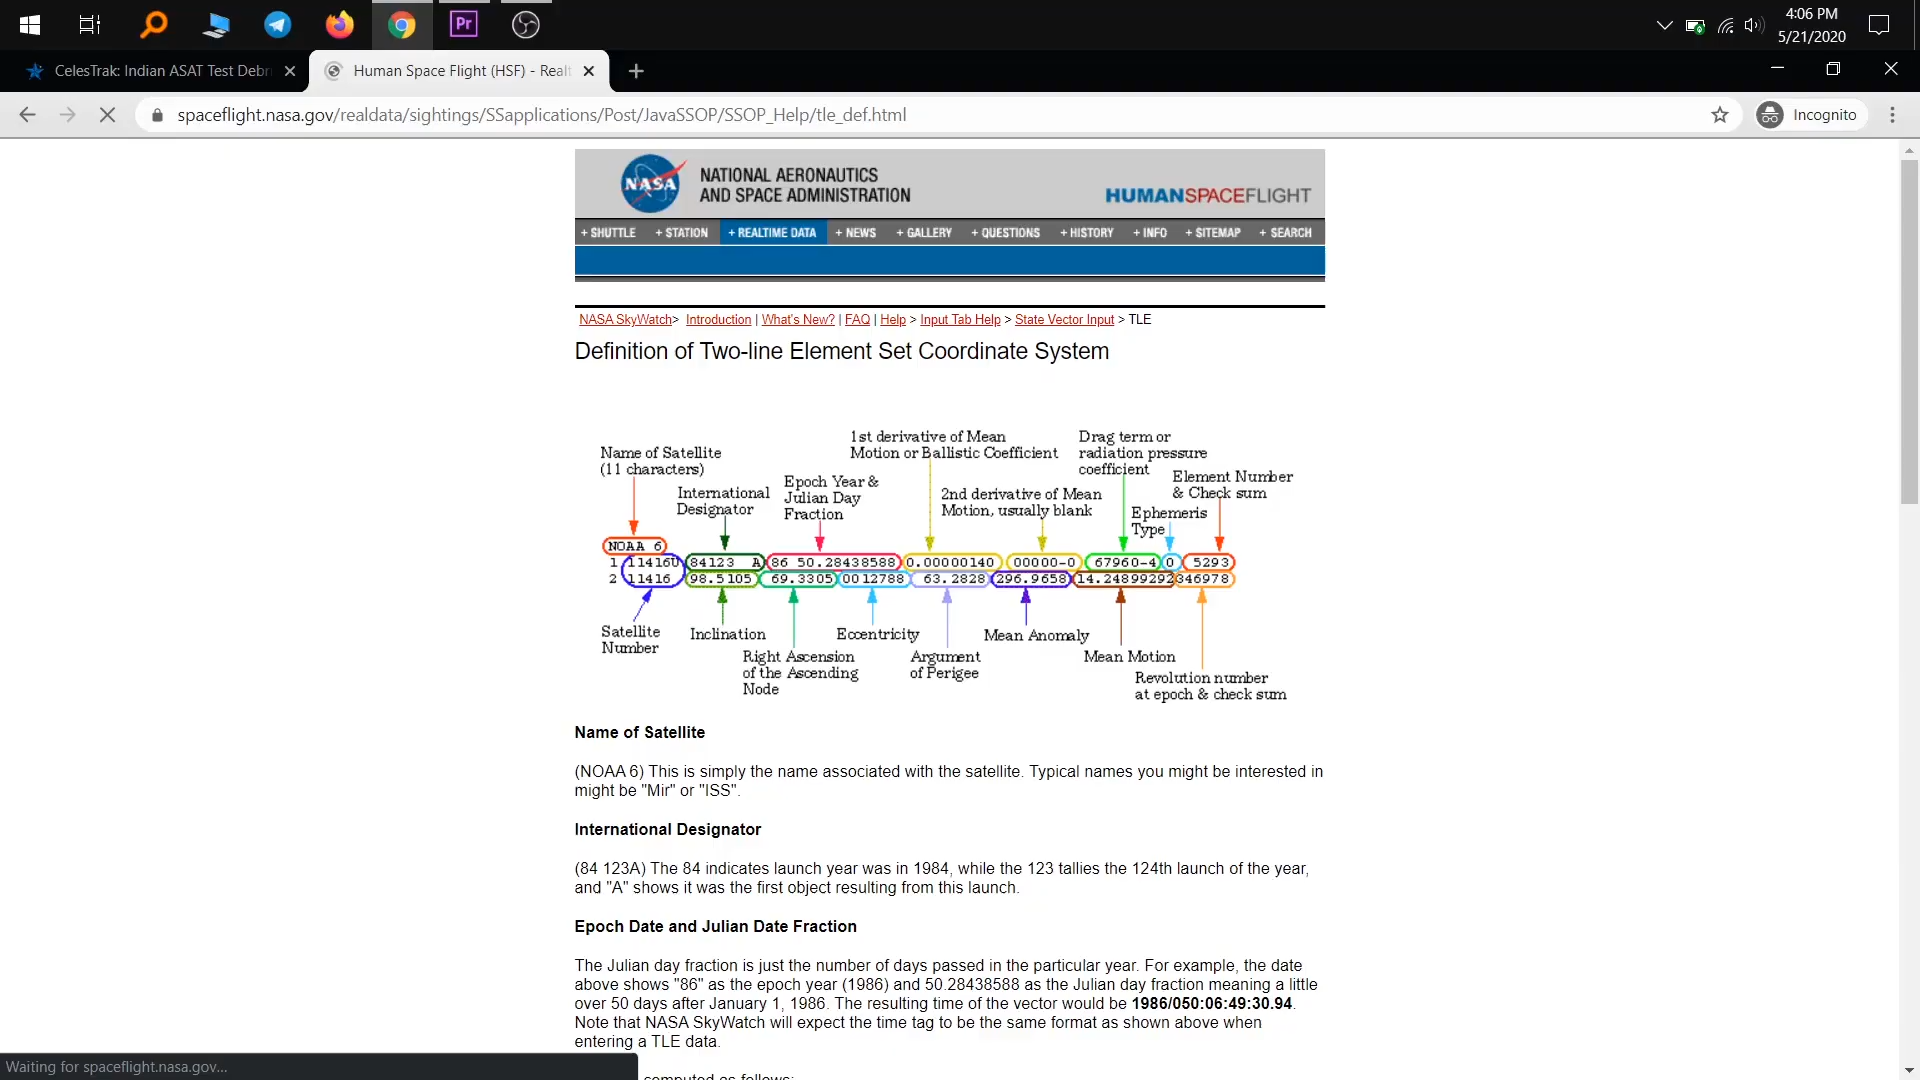 4:06 PM
5/21/2020
CelesTrak: Indian ASAT Test Debr
Human Space Flight (HSF) - Realt
spaceflight.nasa.gov/realdata/sightings/SSapplications/Post/JavaSSOP/SSOP_Help/tle_def.html
Incognito
Pr
NASA
NATIONAL AERONAUTICS
AND SPACE ADMINISTRATION
HUMANSPACEFLIGHT
+ SHUTTLE + STATION + REALTIME DATA + NEWS + GALLERY + QUESTIONS + HISTORY + INFO + SITEMAP + SEARCH
NASA SkyWatch> Introduction | What's New? | FAQ | Help > Input Tab Help > State Vector Input > TLE
Definition of Two-line Element Set Coordinate System
Name of Satellite
(11 characters)
International
Designator
Epoch Year &
Julian Day
Fraction
1st derivative of Mean
Motion or Ballistic Coefficient
2nd derivative of Mean
Motion, usually blank
Drag term or
radiation pressure
coefficient
Ephemeris
Type
Element Number
& Check sum
NOAA 6
1 11416U 84123 A 86 50.28438588 0.00000140 00000-0 67960-4 0 5293
2 11416 98.5105 69.3305 0012788 63.2828 296.9658 14.24899292 346978
Satellite
Number
Inclination
Right Ascension
of the Ascending
Node
Eccentricity
Argument
of Perigee
Mean Anomaly
Mean Motion
Revolution number
at epoch & check sum
Name of Satellite
(NOAA 6) This is simply the name associated with the satellite. Typical names you might be interested in
might be "Mir" or "ISS".
International Designator
(84 123A) The 84 indicates launch year was in 1984, while the 123 tallies the 124th launch of the year,
and "A" shows it was the first object resulting from this launch.
Epoch Date and Julian Date Fraction
The Julian day fraction is just the number of days passed in the particular year. For example, the date
above shows "86" as the epoch year (1986) and 50.28438588 as the Julian day fraction meaning a little
over 50 days after January 1, 1986. The resulting time of the vector would be 1986/050:06:49:30.94.
Note that NASA SkyWatch will expect the time tag to be the same format as shown above when
entering a TLE data.
computed as follows:
Waiting for spaceflight.nasa.gov...